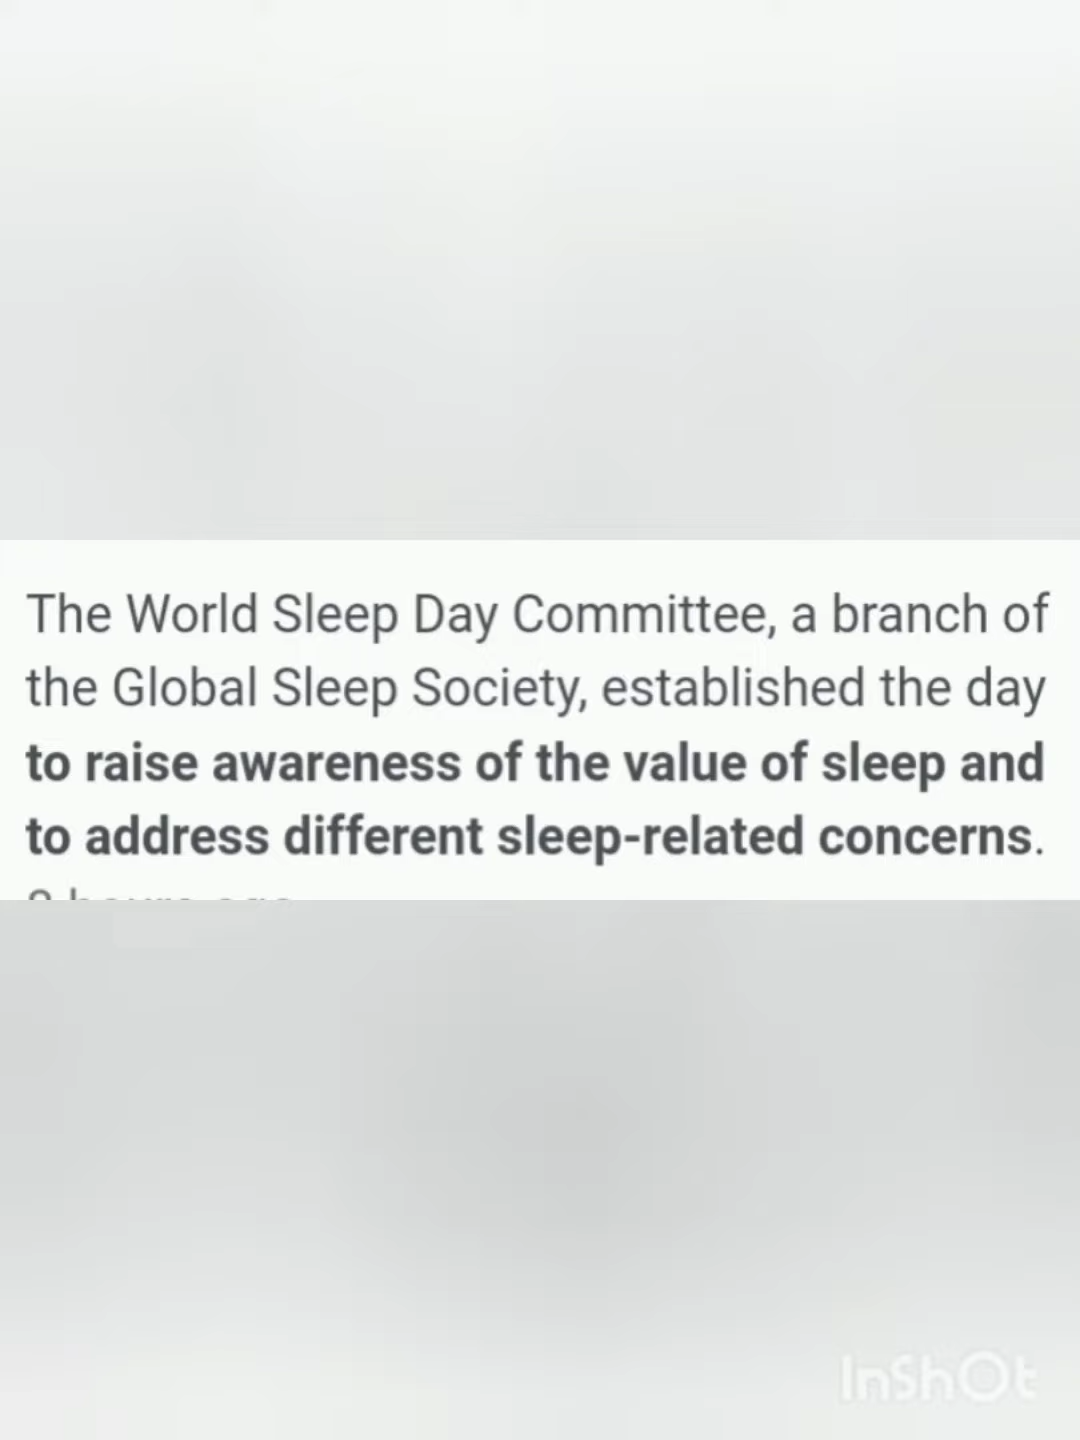 The World Sleep Day Committee, a branch of
the Global Sleep Society, established the day
to raise awareness of the value of sleep and
to address different sleep-related concerns.
InShOt